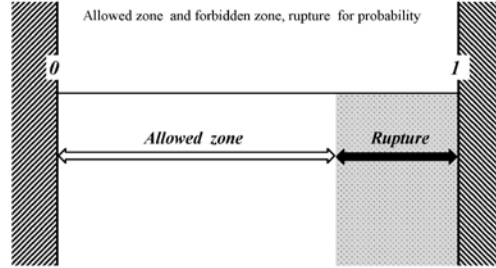 Allowed zone and forbidden zone, rupture for probability
0 1
Allowed zone Rupture